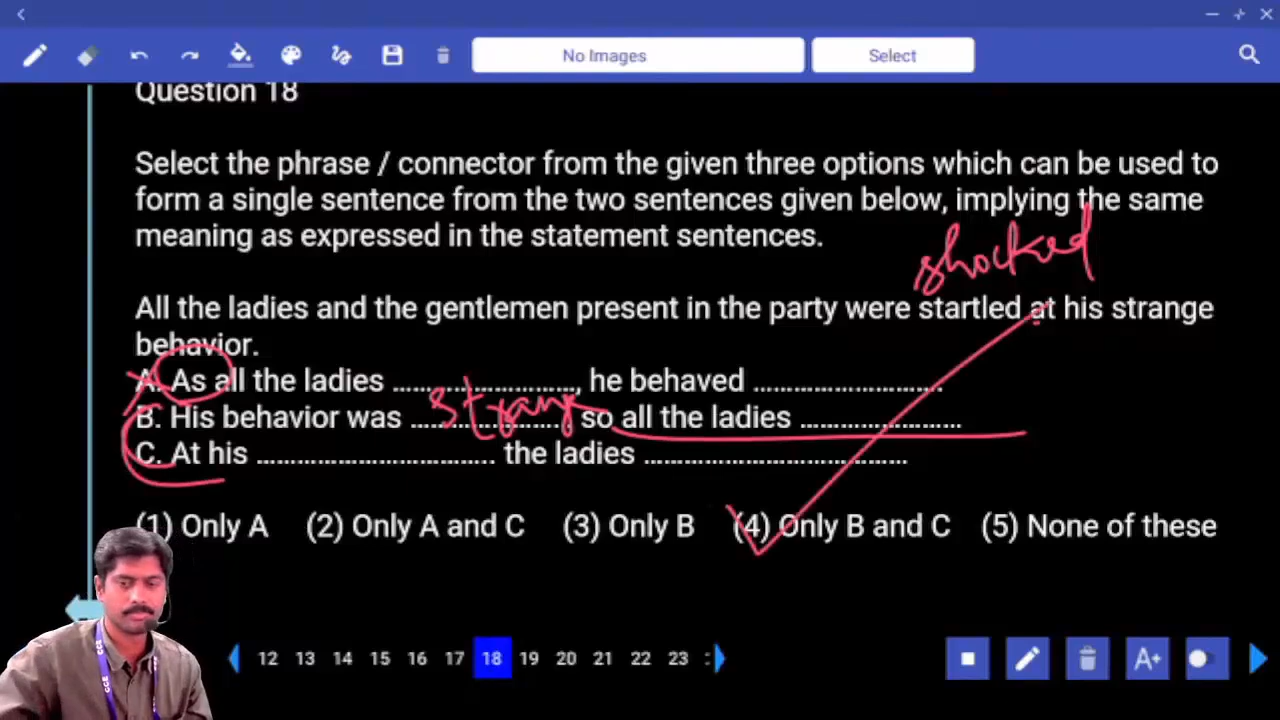 No Images
Select
Question 18
Select the phrase / connector from the given three options which can be used to
form a single sentence from the two sentences given below, implying the same
meaning as expressed in the statement sentences.
shocked
All the ladies and the gentlemen present in the party were startled at his strange
behavior.
A. As all the ladies ..............................., he behaved ...............................
B. His behavior was ........................... so all the ladies ...........................
strang
C. At his ....................................... the ladies ...........................................
(1) Only A (2) Only A and C (3) Only B (4) Only B and C (5) None of these
12 13 14 15 16 17 18 19 20 21 22 23
A+
CCE